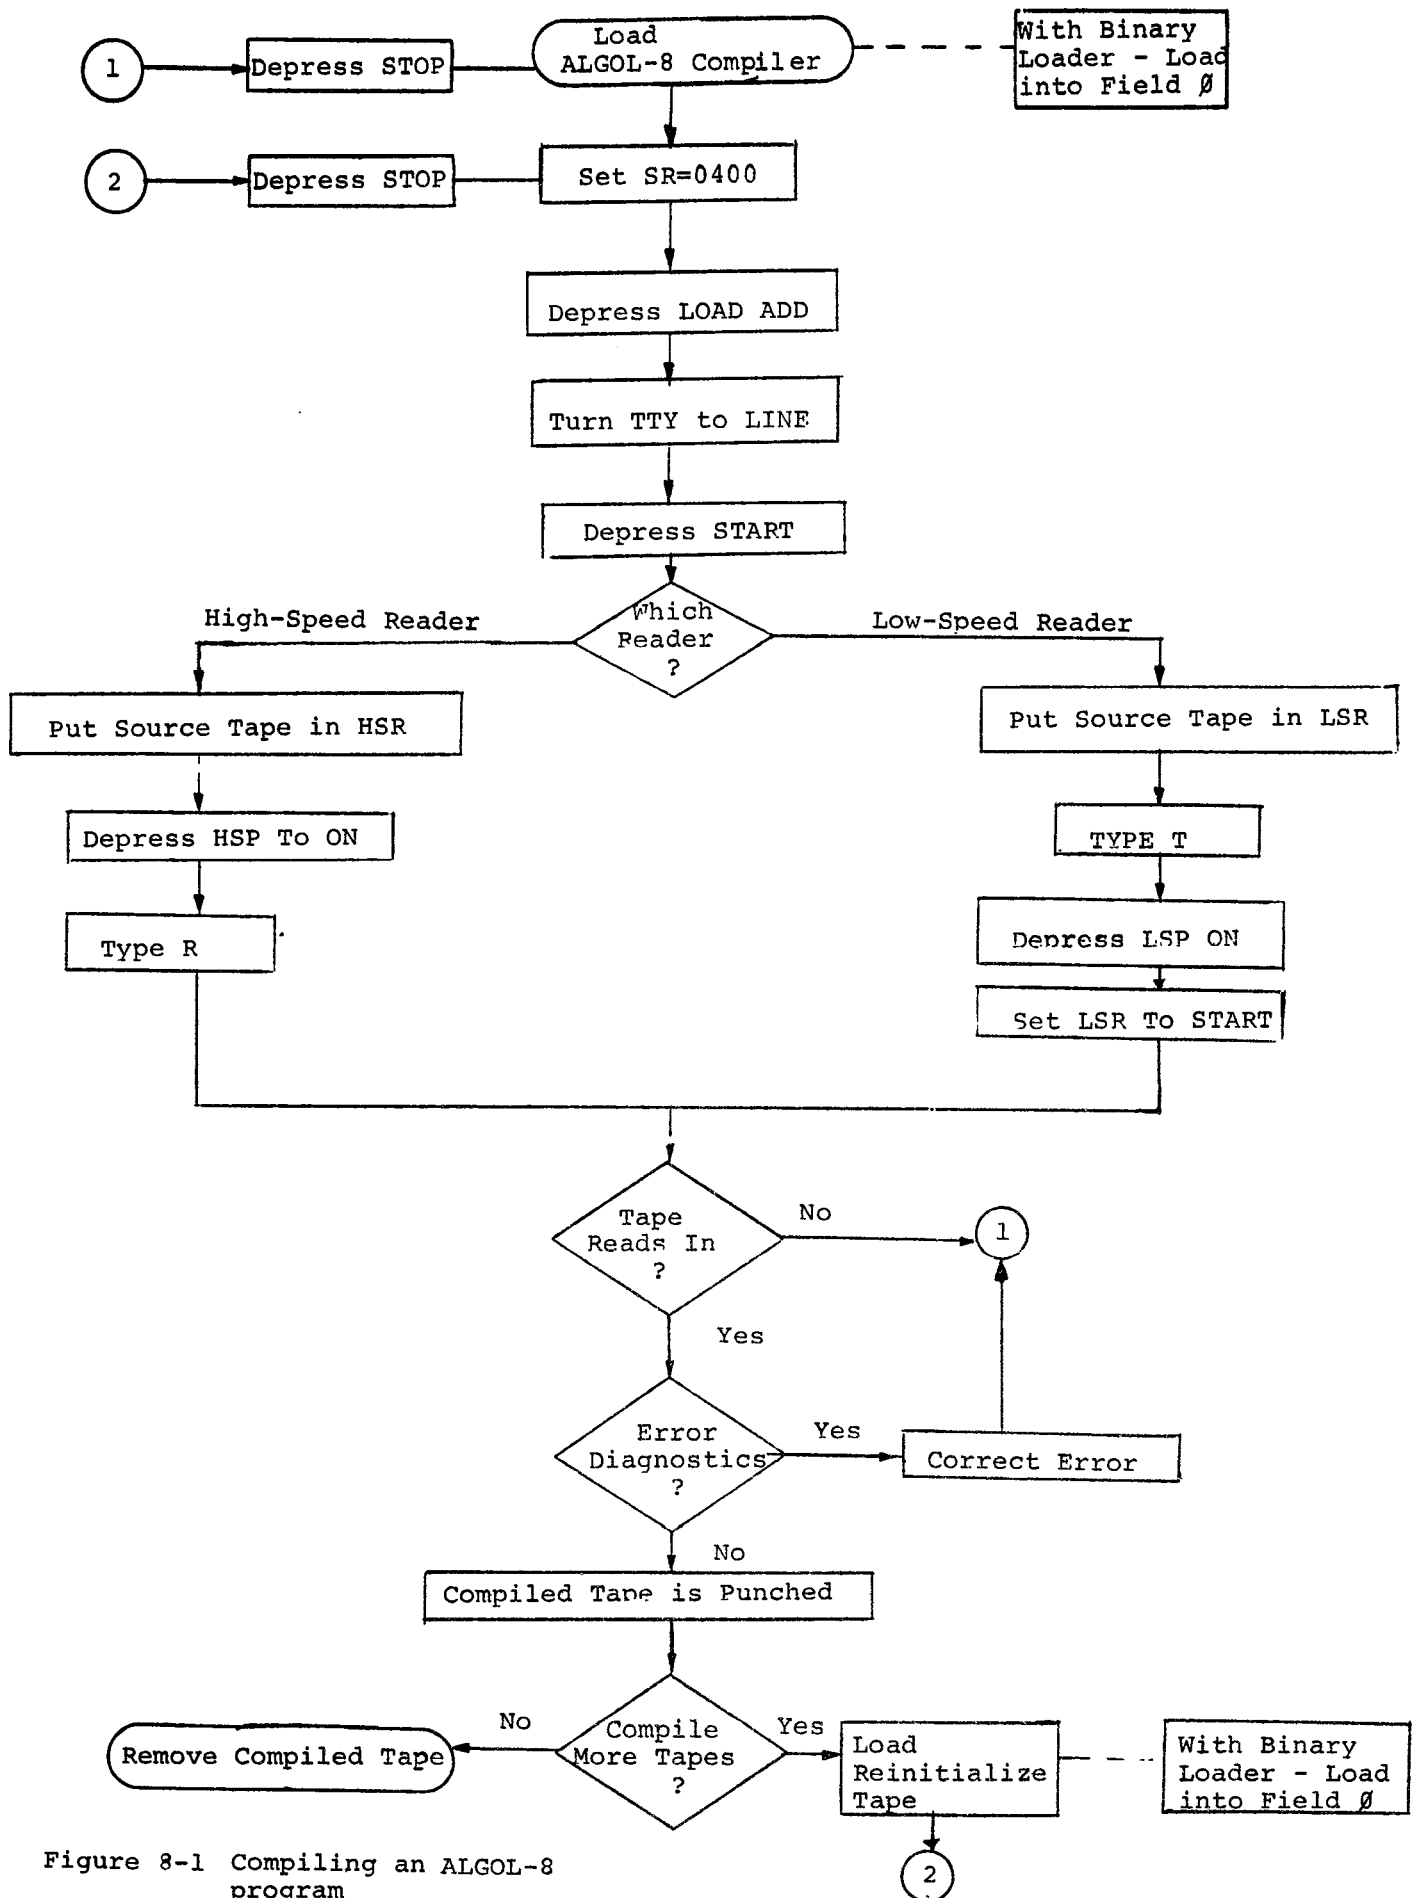 1
Depress STOP
Load
ALGOL-8 Compiler
With Binary
Loader - Load
into Field Ø
2
Depress STOP
Set SR=0400
Depress LOAD ADD
Turn TTY to LINE
Depress START
Which
Reader
?
High-Speed Reader
Low-Speed Reader
Put Source Tape in HSR
Put Source Tape in LSR
Depress HSP To ON
TYPE T
Type R
Depress LSP ON
Set LSR To START
Tape
Reads In
?
No
1
Yes
Error
Diagnostics
?
Yes
Correct Error
No
Compiled Tape is Punched
Compile
More Tapes
?
No
Remove Compiled Tape
Yes
Load
Reinitialize
Tape
With Binary
Loader - Load
into Field Ø
2
Figure 8-1 Compiling an ALGOL-8
program